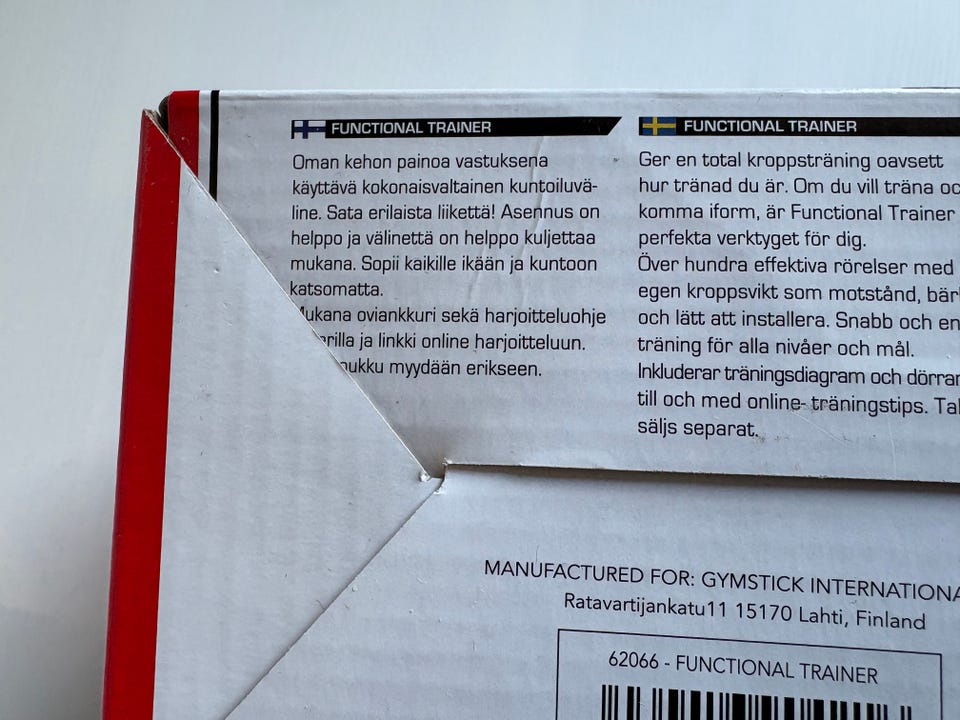 FUNCTIONAL TRAINER
Oman kehon painoa vastuksena
käyttävä kokonaisvaltainen kuntoiluvä-
line. Sata erilaista liikettä! Asennus on
helppo ja välinettä on helppo kuljettaa
mukana. Sopii kaikille ikään ja kuntoon
katsomatta.
Mukana oviankkuri sekä harjoitteluohje
ja linkki online harjoitteluun.
myydään erikseen.
FUNCTIONAL TRAINER
Ger en total kroppsträning oavsett
hur tränad du är. Om du vill träna
komma iform, är Functional Trainer
perfekta verktyget för dig.
Över hundra effektiva rörelser med
egen kroppsvikt som motstånd,
och lätt att installera. Snabb och
träning för alla nivåer och mål.
Inkluderar träningsdiagram och
till och med online- träningstips.
säljs separat.
MANUFACTURED FOR: GYMSTICK
Ratavartijankatu11 15170 Lahti, Finland
62066 - FUNCTIONAL TRAINER